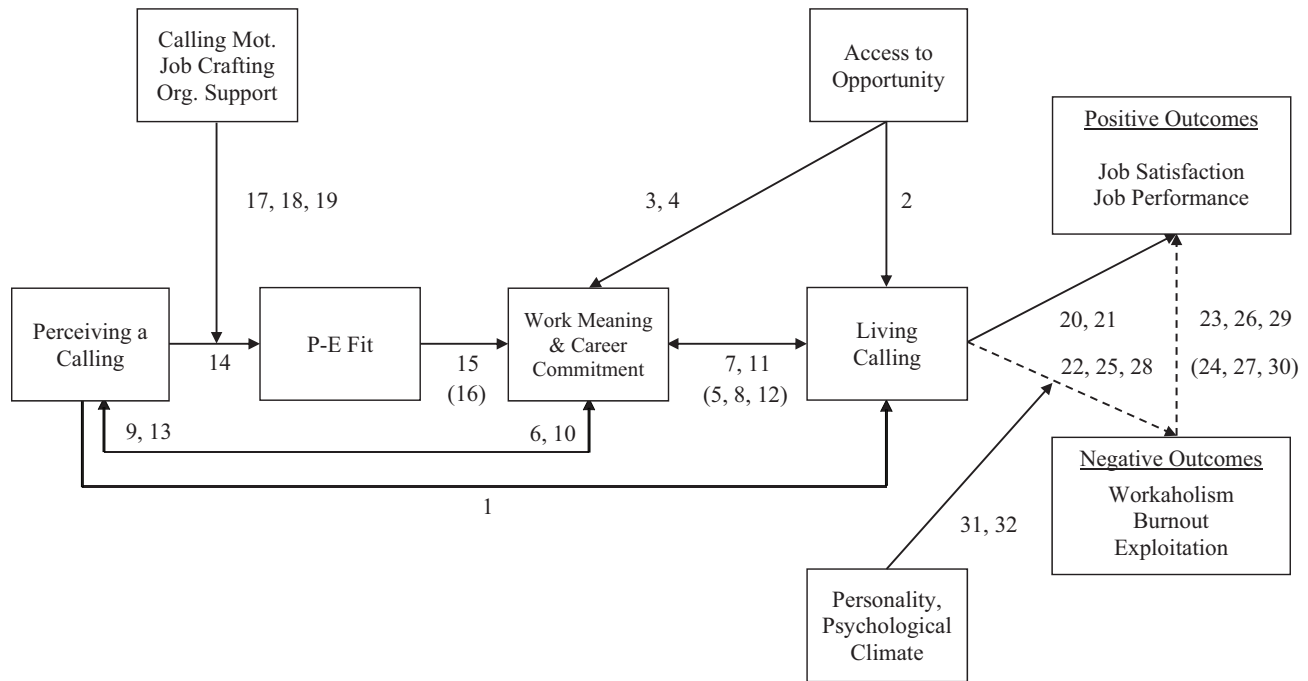 Calling Mot.
Job Crafting
Org. Support
Access to
Opportunity
Positive Outcomes
Job Satisfaction
Job Performance
17, 18, 19
3, 4
2
Perceiving a
Calling
14
P-E Fit
15
(16)
Work Meaning
& Career
Commitment
7, 11
(5, 8, 12)
Living
Calling
20, 21
22, 25, 28
23, 26, 29
(24, 27, 30)
9, 13
6, 10
1
Negative Outcomes
Workaholism
Burnout
Exploitation
31, 32
Personality,
Psychological
Climate